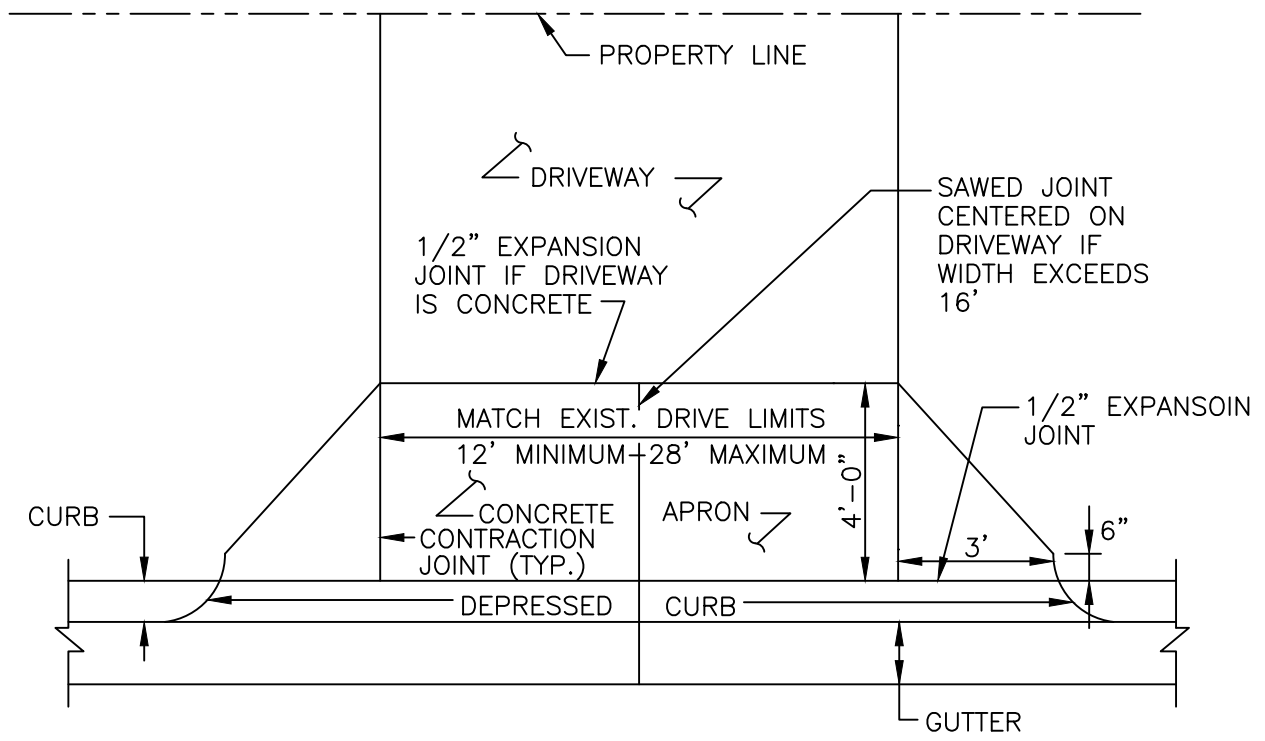 PROPERTY LINE
DRIVEWAY
SAWED JOINT
CENTERED ON
DRIVEWAY IF
WIDTH EXCEEDS
16'
1/2" EXPANSION
JOINT IF DRIVEWAY
IS CONCRETE
MATCH EXIST. DRIVE LIMITS
12' MINIMUM-28' MAXIMUM
1/2" EXPANSOIN
JOINT
4'-0"
CONCRETE APRON
CURB
CONTRACTION
JOINT (TYP.)
3'
6"
DEPRESSED CURB
GUTTER